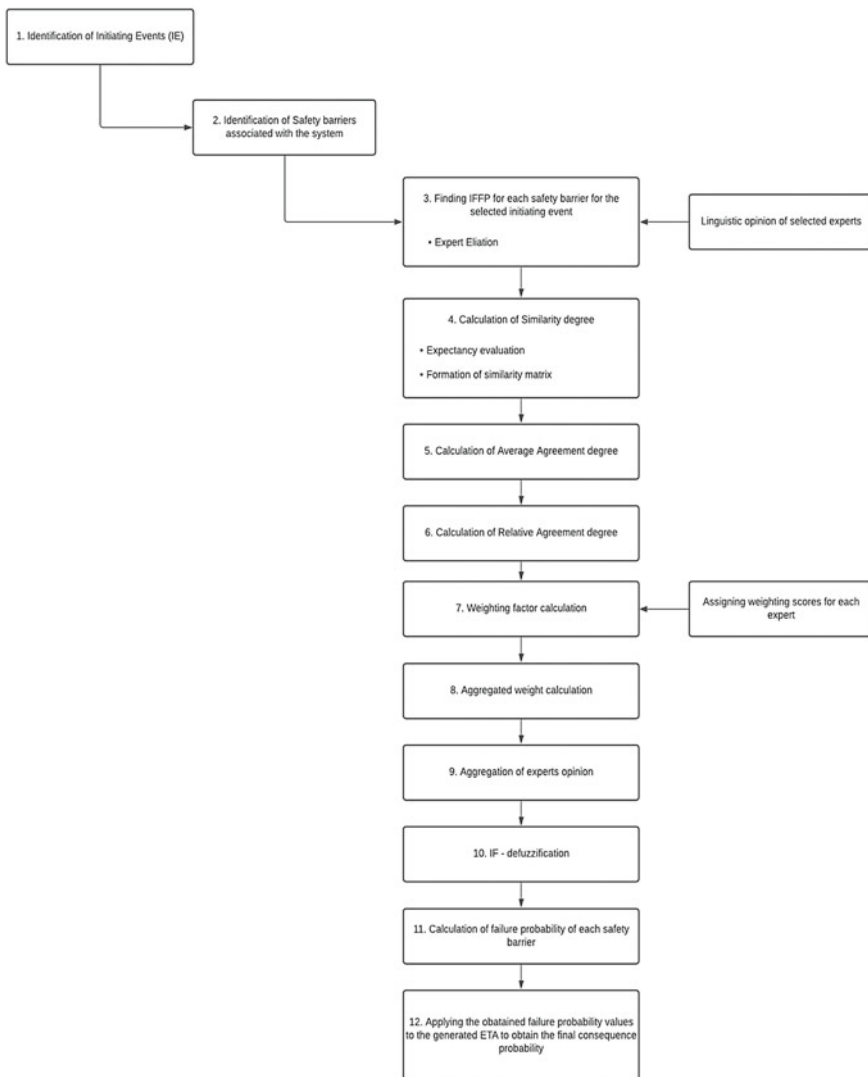 1. Identification of Initiating Events (IE)
2. Identification of Safety barriers
associated with the system
3. Finding IFFP for each safety barrier for the
selected initiating event
• Expert Eliation
Linguistic opinion of selected experts
4. Calculation of Similarity degree
• Expectancy evaluation
• Formation of similarity matrix
5. Calculation of Average Agreement degree
6. Calculation of Relative Agreement degree
7. Weighting factor calculation
Assigning weighting scores for each
expert
8. Aggregated weight calculation
9. Aggregation of experts opinion
10. IF - defuzzification
11. Calculation of failure probability of each safety
barrier
12. Applying the obatained failure probability values
to the generated ETA to obtain the final consequence
probability